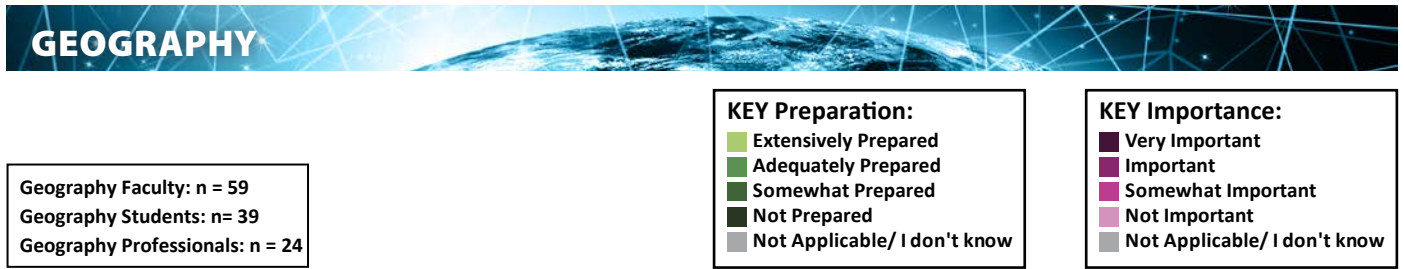 GEOGRAPHY
Geography Faculty: n = 59
Geography Students: n= 39
Geography Professionals: n = 24
KEY Preparation:
Extensively Prepared
Adequately Prepared
Somewhat Prepared
Not Prepared
Not Applicable/ I don't know
KEY Importance:
Very Important
Important
Somewhat Important
Not Important
Not Applicable/ I don't know